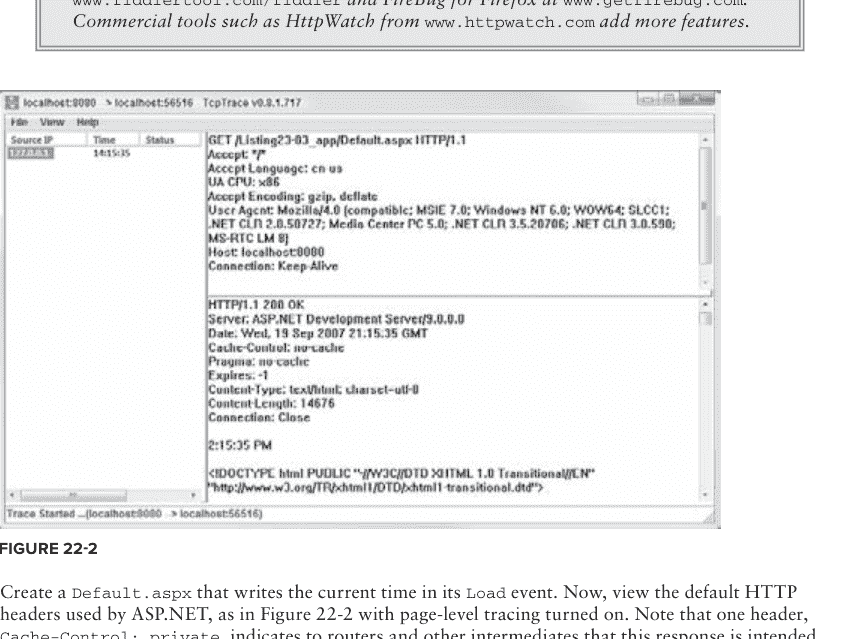 www.fiddlertool.com/fiddler and FireBug for Firefox at www.getfirebug.com.
Commercial tools such as HttpWatch from www.httpwatch.com add more features.
localhost:8080 > localhost:56516 TcpTrace v0.8.1.717
File View Help
Source IP Time Status
127.0.0.1 14:15:35
GET /Listing23-03_app/Default.aspx HTTP/1.1
Accept: */*
Accept Language: en us
UA CPU: x86
Accept Encoding: gzip, deflate
User Agent: Mozilla/4.0 (compatible; MSIE 7.0; Windows NT 6.0; WOW64; SLCC1;
.NET CLR 2.0.50727; Media Center PC 5.0; .NET CLR 3.5.20706; .NET CLR 3.0.590;
MS-RTC LM 8)
Host: localhost:8080
Connection: Keep-Alive
HTTP/1.1 200 OK
Server: ASP.NET Development Server/9.0.0.0
Date: Wed, 19 Sep 2007 21:15:35 GMT
Cache-Control: no-cache
Pragma: no-cache
Expires: -1
Content-Type: text/html; charset=utf-8
Content-Length: 14676
Connection: Close
2:15:35 PM
<!DOCTYPE html PUBLIC "-//W3C//DTD XHTML 1.0 Transitional//EN"
"http://www.w3.org/TR/xhtml1/DTD/xhtml1-transitional.dtd">
Trace Started ...(localhost:8080 > localhost:56516)
FIGURE 22-2
Create a Default.aspx that writes the current time in its Load event. Now, view the default HTTP
headers used by ASP.NET, as in Figure 22-2 with page-level tracing turned on. Note that one header,
Cache-Control: private, indicates to routers and other intermediates that this response is intended